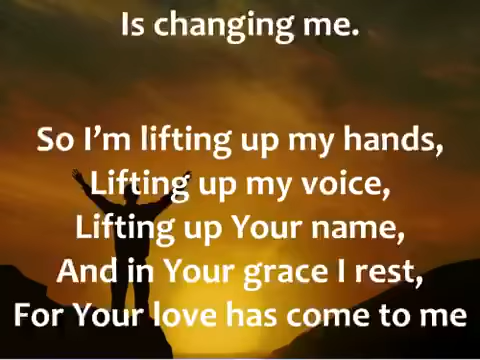 Is changing me.
So I’m lifting up my hands,
Lifting up my voice,
Lifting up Your name,
And in Your grace I rest,
For Your love has come to me